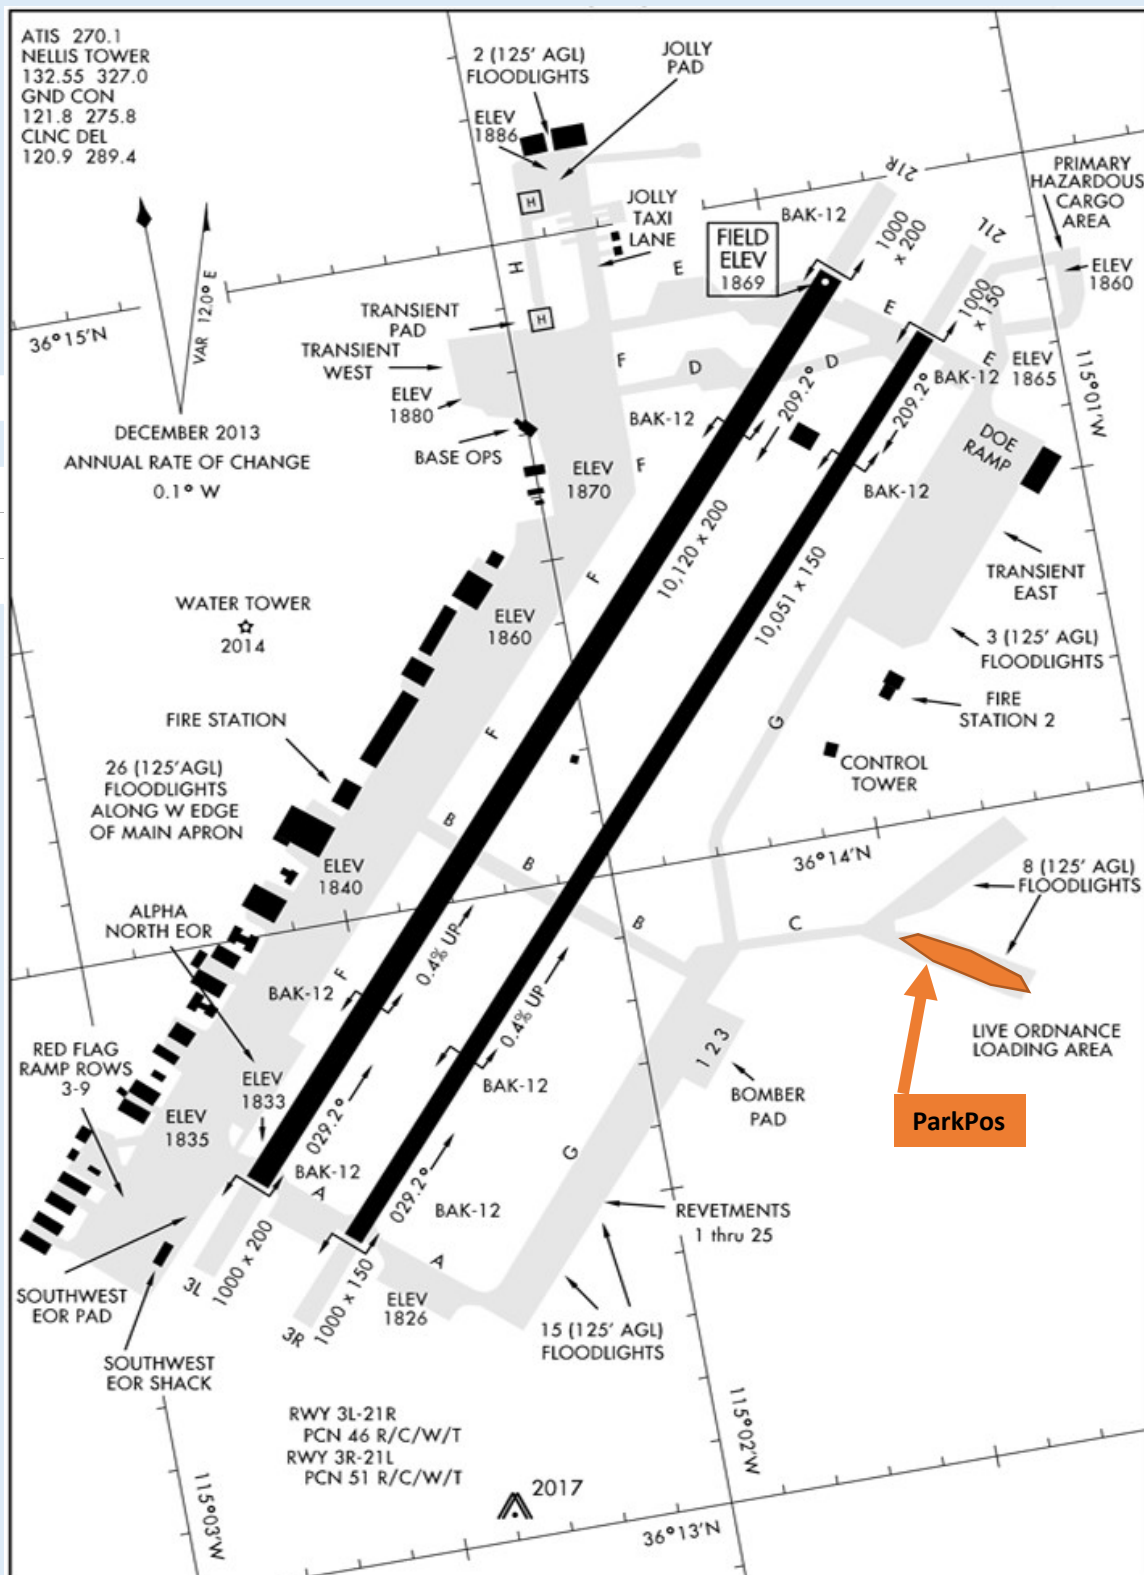 ATIS 270.1
NELLIS TOWER
132.55 327.0
GND CON
121.8 275.8
CLNC DEL
120.9 289.4
2 (125' AGL)
FLOODLIGHTS
JOLLY
PAD
ELEV
1886
H
JOLLY
TAXI
LANE
H
E
BAK-12
21R
1000
x 200
FIELD
ELEV
1869
21L
1000
x 150
PRIMARY
HAZARDOUS
CARGO
AREA
ELEV
1860
VAR 12.0° E
36°15'N
TRANSIENT
PAD
H
TRANSIENT
WEST
ELEV
1880
BASE OPS
F
D
D
E
E
BAK-12
ELEV
1865
115°01'W
DECEMBER 2013
ANNUAL RATE OF CHANGE
0.1° W
BAK-12
209.2°
209.2°
BAK-12
DOE
RAMP
ELEV
1870
F
10,120 x 200
10,051 x 150
TRANSIENT
EAST
F
WATER TOWER
2014
ELEV
1860
3 (125' AGL)
FLOODLIGHTS
FIRE STATION
F
G
FIRE
STATION 2
CONTROL
TOWER
26 (125'AGL)
FLOODLIGHTS
ALONG W EDGE
OF MAIN APRON
B
B
B
36°14'N
8 (125' AGL)
FLOODLIGHTS
ELEV
1840
ALPHA
NORTH EOR
C
F
BAK-12
0.4% UP
0.4% UP
BAK-12
LIVE ORDNANCE
LOADING AREA
RED FLAG
RAMP ROWS
3-9
ELEV
1833
ELEV
1835
029.2°
029.2°
1 2 3
BOMBER
PAD
ParkPos
BAK-12
A
BAK-12
G
A
REVETMENTS
1 thru 25
SOUTHWEST
EOR PAD
3L
1000 x 200
3R
1000 x 150
ELEV
1826
15 (125' AGL)
FLOODLIGHTS
SOUTHWEST
EOR SHACK
RWY 3L-21R
PCN 46 R/C/W/T
RWY 3R-21L
PCN 51 R/C/W/T
2017
115°03'W
115°02'W
36°13'N